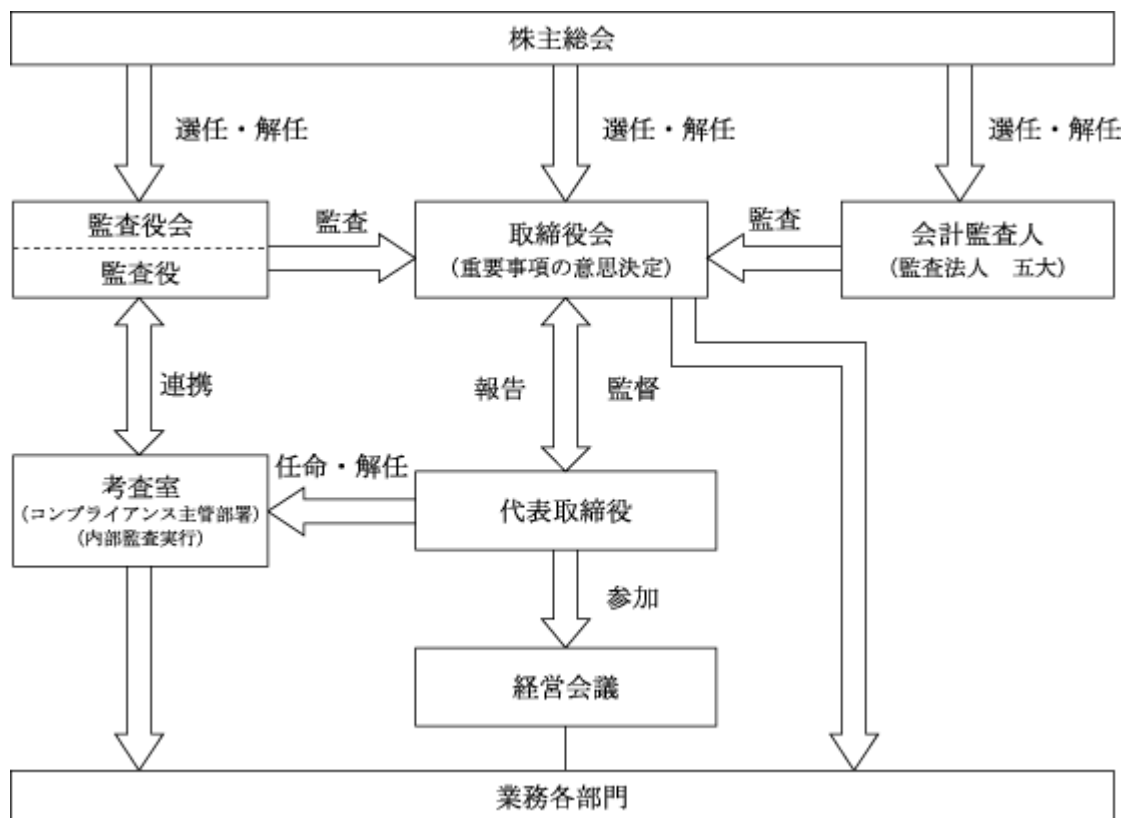 株主総会
選任・解任
選任・解任
選任・解任
監査役会
監査役
監査
取締役会
(重要事項の意思決定)
監査
会計監査人
(監査法人　五大)
連携
報告
監督
考査室
(コンプライアンス主管部署)
(内部監査実行)
任命・解任
代表取締役
参加
経営会議
業務各部門